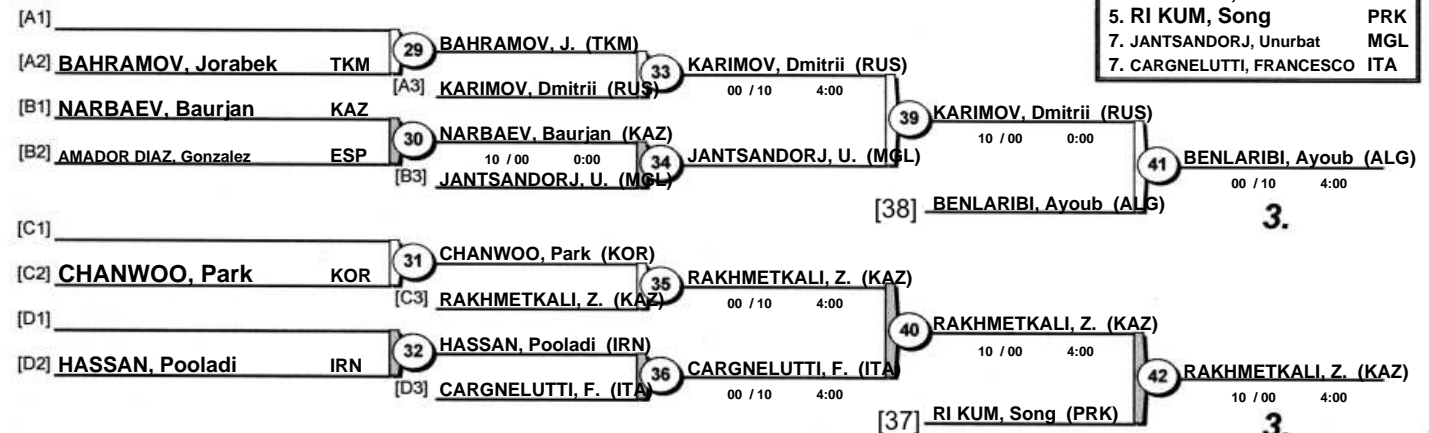 5. RI KUM, Song PRK
7. JANTSANDORJ, Unurbat MGL
7. CARGNELUTTI, FRANCESCO ITA
[A1]
[A2] BAHRAMOV, Jorabek TKM
29
BAHRAMOV, J. (TKM)
[A3] KARIMOV, Dmitrii (RUS)
33
KARIMOV, Dmitrii (RUS)
00 / 10 4:00
[B1] NARBAEV, Baurjan KAZ
[B2] AMADOR DIAZ, Gonzalez ESP
30
NARBAEV, Baurjan (KAZ)
10 / 00 0:00
[B3] JANTSANDORJ, U. (MGL)
34
JANTSANDORJ, U. (MGL)
39
KARIMOV, Dmitrii (RUS)
10 / 00 0:00
[38] BENLARIBI, Ayoub (ALG)
41
BENLARIBI, Ayoub (ALG)
00 / 10 4:00
3.
[C1]
[C2] CHANWOO, Park KOR
31
CHANWOO, Park (KOR)
[C3] RAKHMETKALI, Z. (KAZ)
35
RAKHMETKALI, Z. (KAZ)
00 / 10 4:00
[D1]
[D2] HASSAN, Pooladi IRN
32
HASSAN, Pooladi (IRN)
[D3] CARGNELUTTI, F. (ITA)
36
CARGNELUTTI, F. (ITA)
00 / 10 4:00
40
RAKHMETKALI, Z. (KAZ)
10 / 00 4:00
[37] RI KUM, Song (PRK)
42
RAKHMETKALI, Z. (KAZ)
10 / 00 4:00
3.